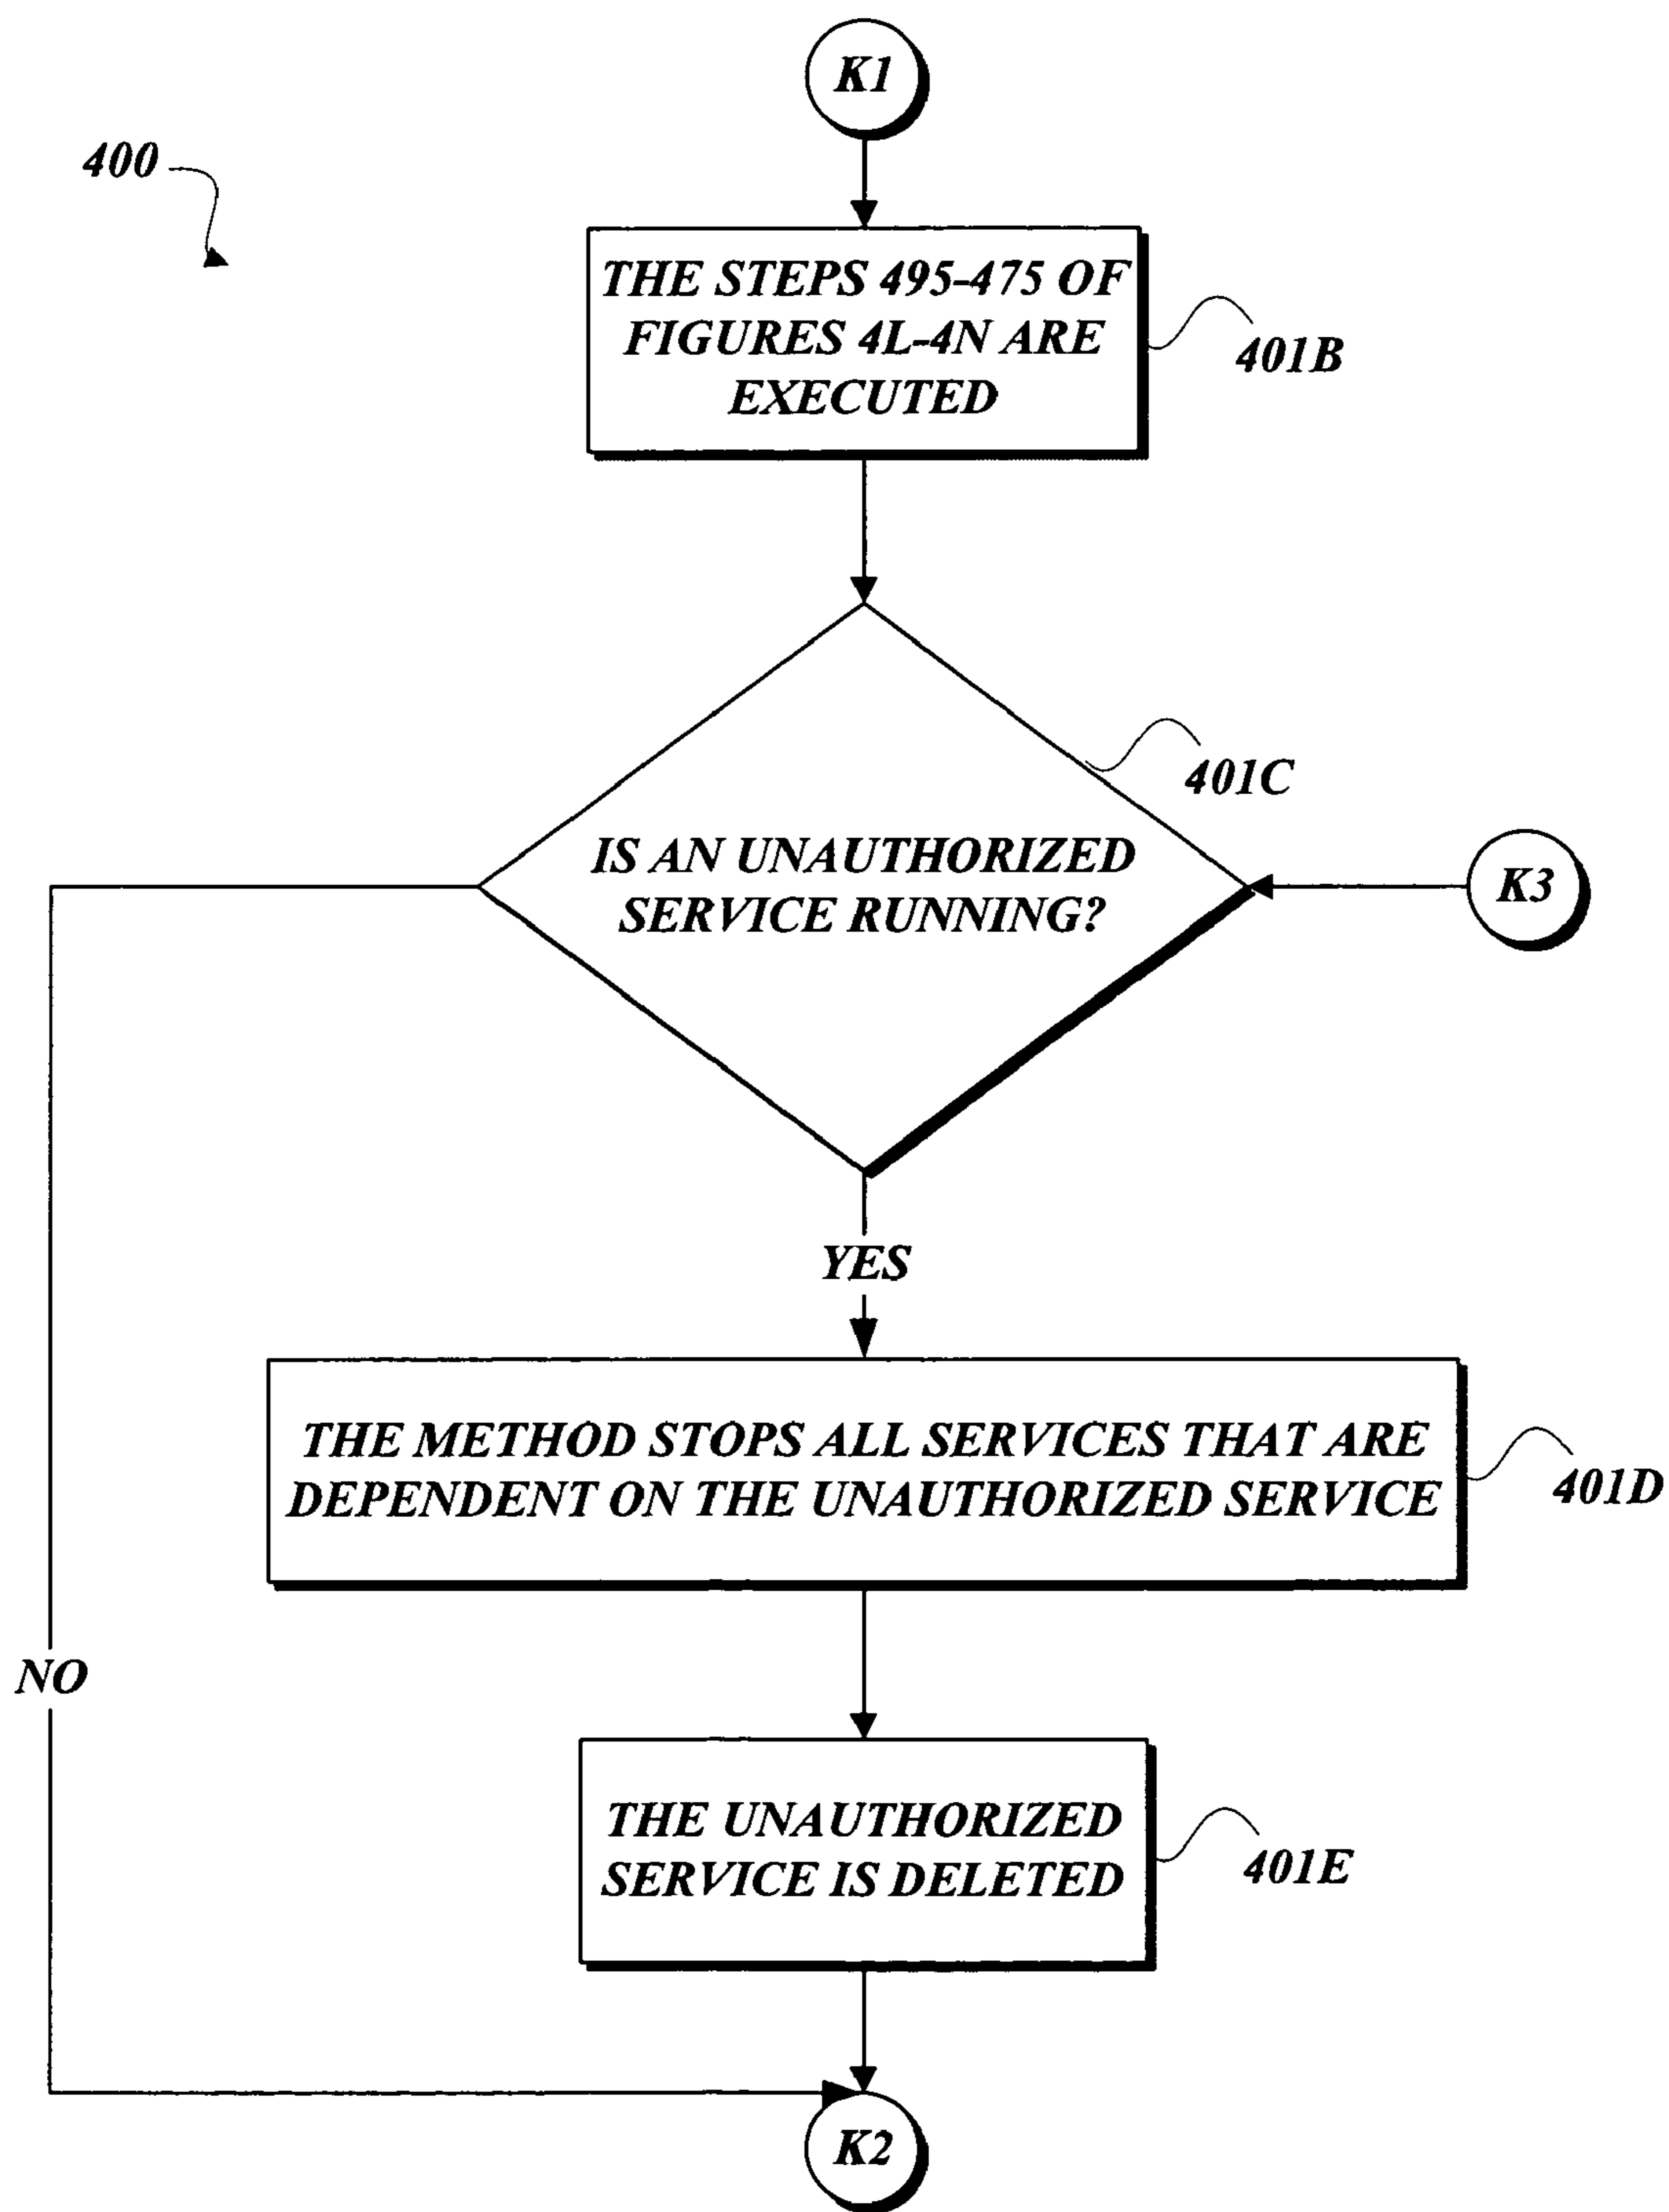 K1
400
THE STEPS 495-475 OF
FIGURES 4L-4N ARE
EXECUTED
401B
401C
IS AN UNAUTHORIZED
SERVICE RUNNING?
K3
YES
THE METHOD STOPS ALL SERVICES THAT ARE
DEPENDENT ON THE UNAUTHORIZED SERVICE
401D
NO
THE UNAUTHORIZED
SERVICE IS DELETED
401E
K2